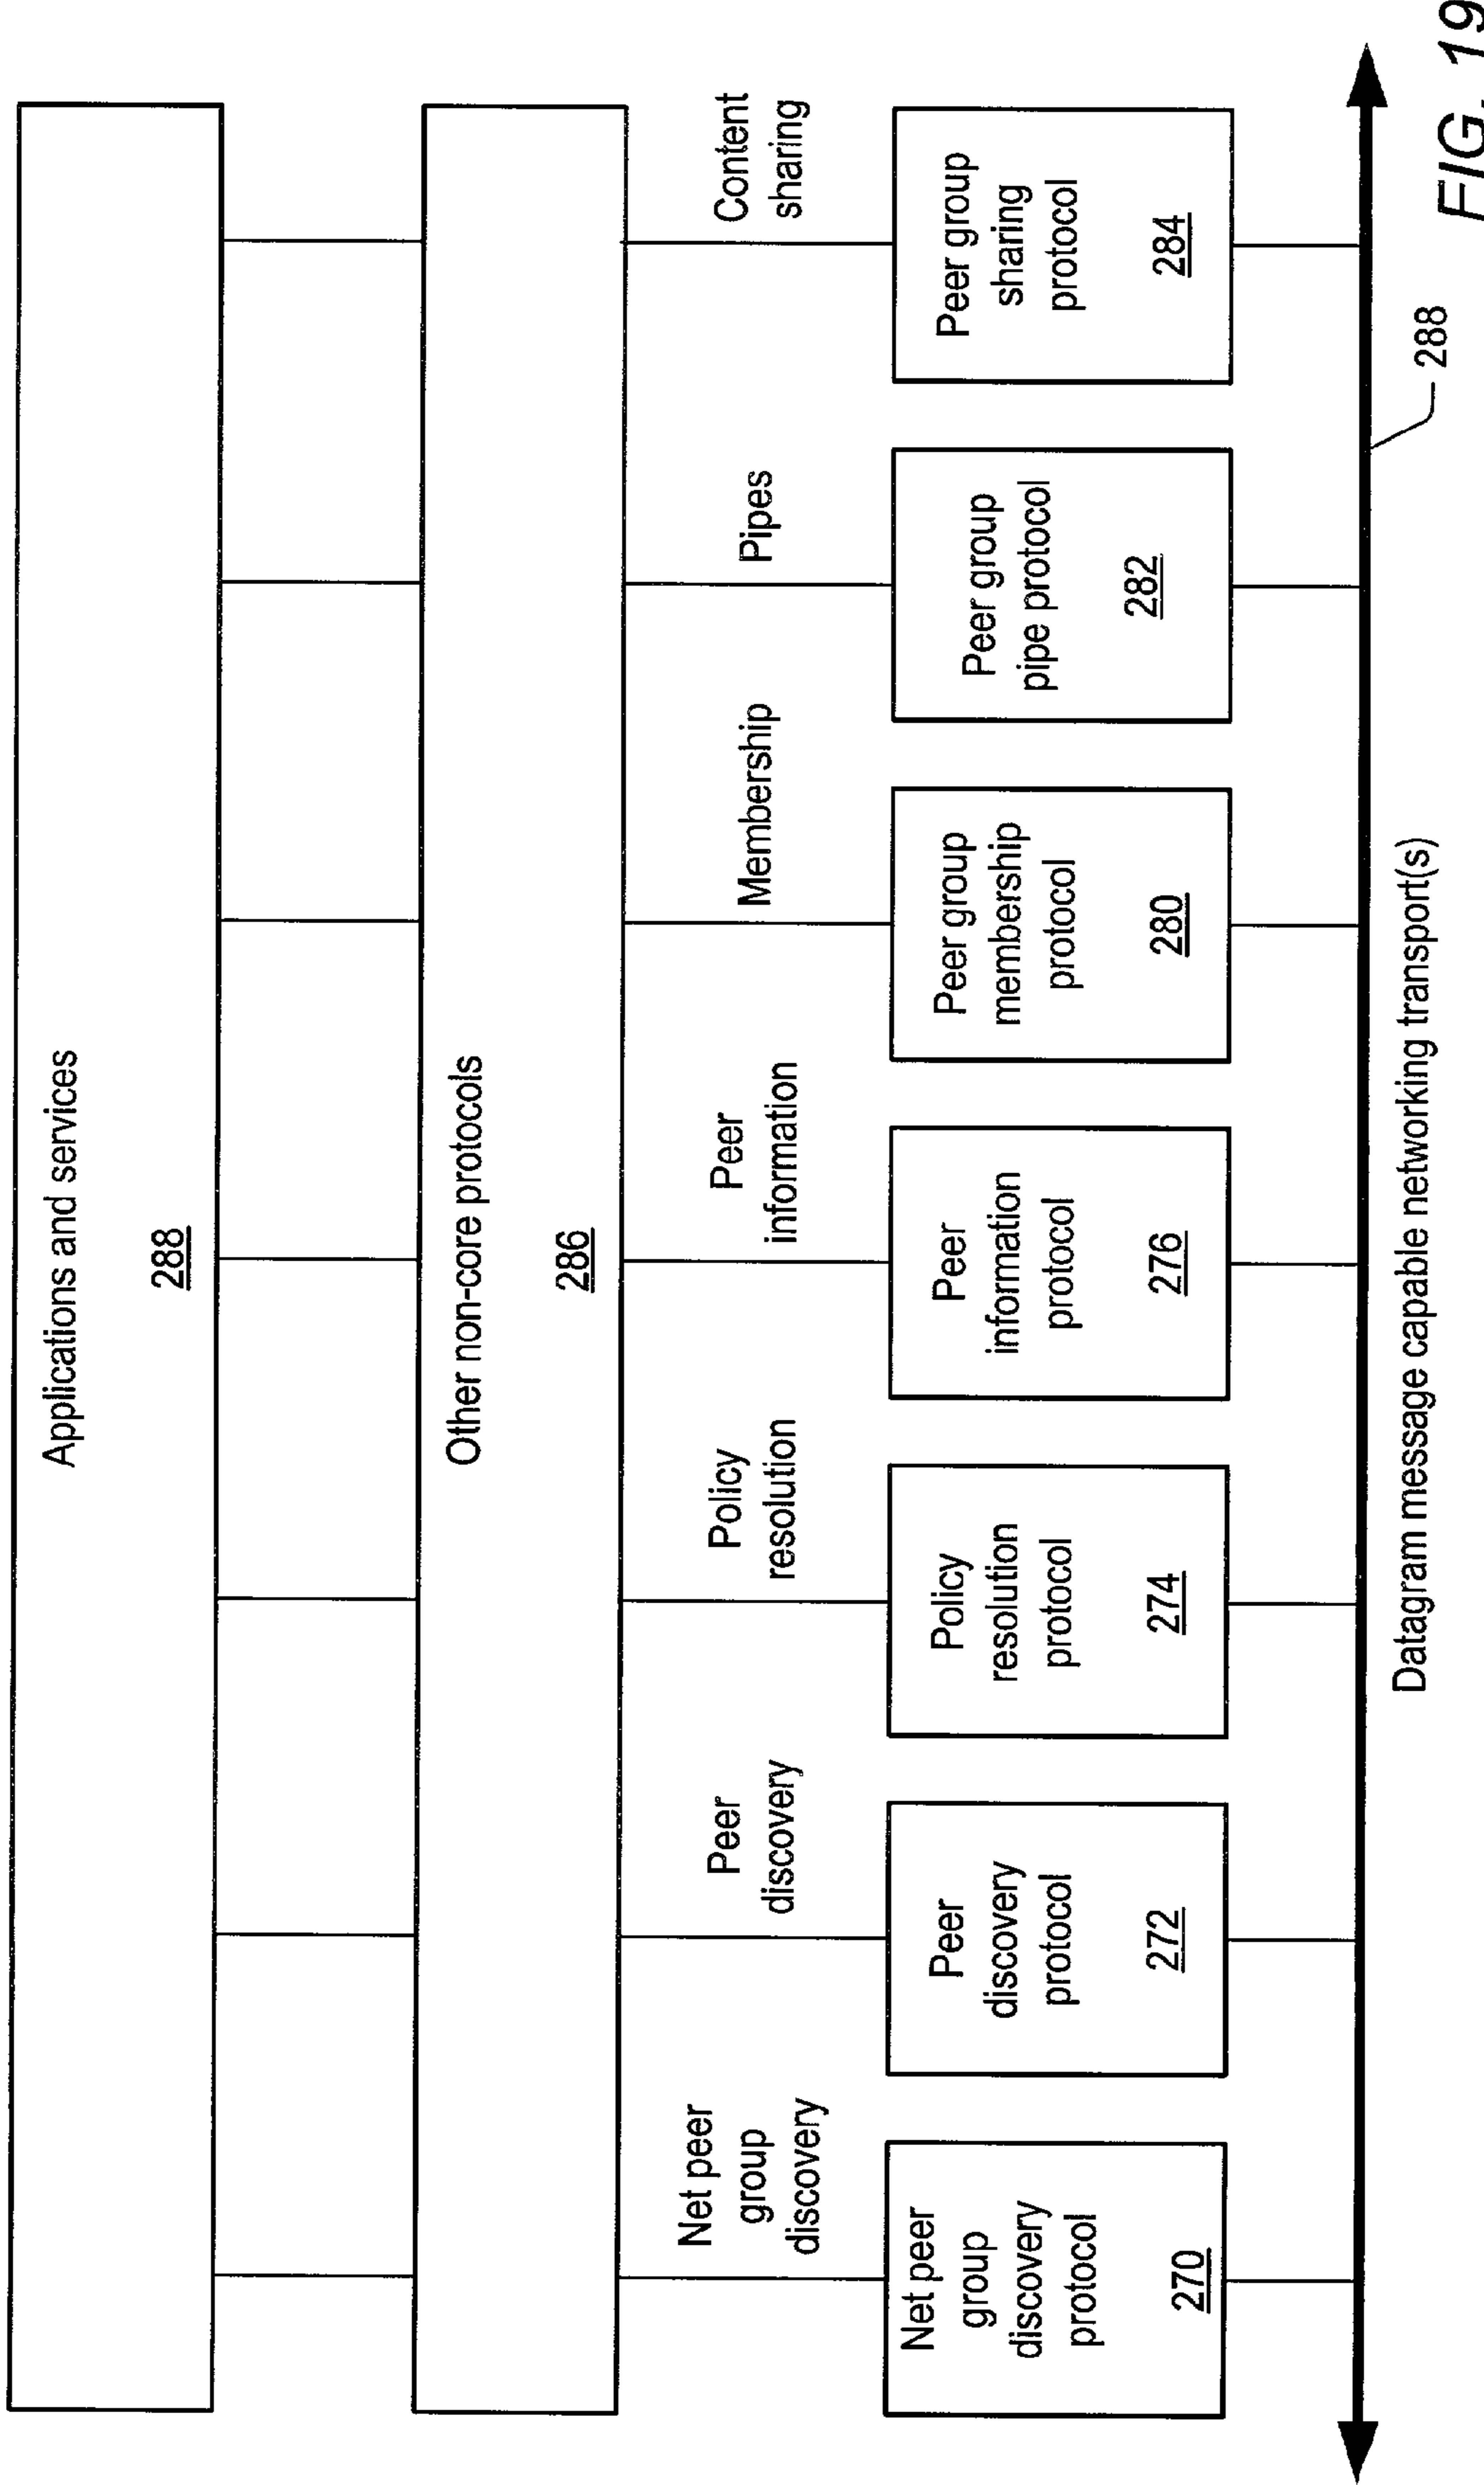 Applications and services
288
Other non-core protocols
286
Net peer
group
discovery
Peer
discovery
Policy
resolution
Peer
information
Membership
Pipes
Content
sharing
Net peer
group
discovery
protocol
270
Peer
discovery
protocol
272
Policy
resolution
protocol
274
Peer
information
protocol
276
Peer group
membership
protocol
280
Peer group
pipe protocol
282
Peer group
sharing
protocol
284
288
Datagram message capable networking transport(s)
FIG. 19